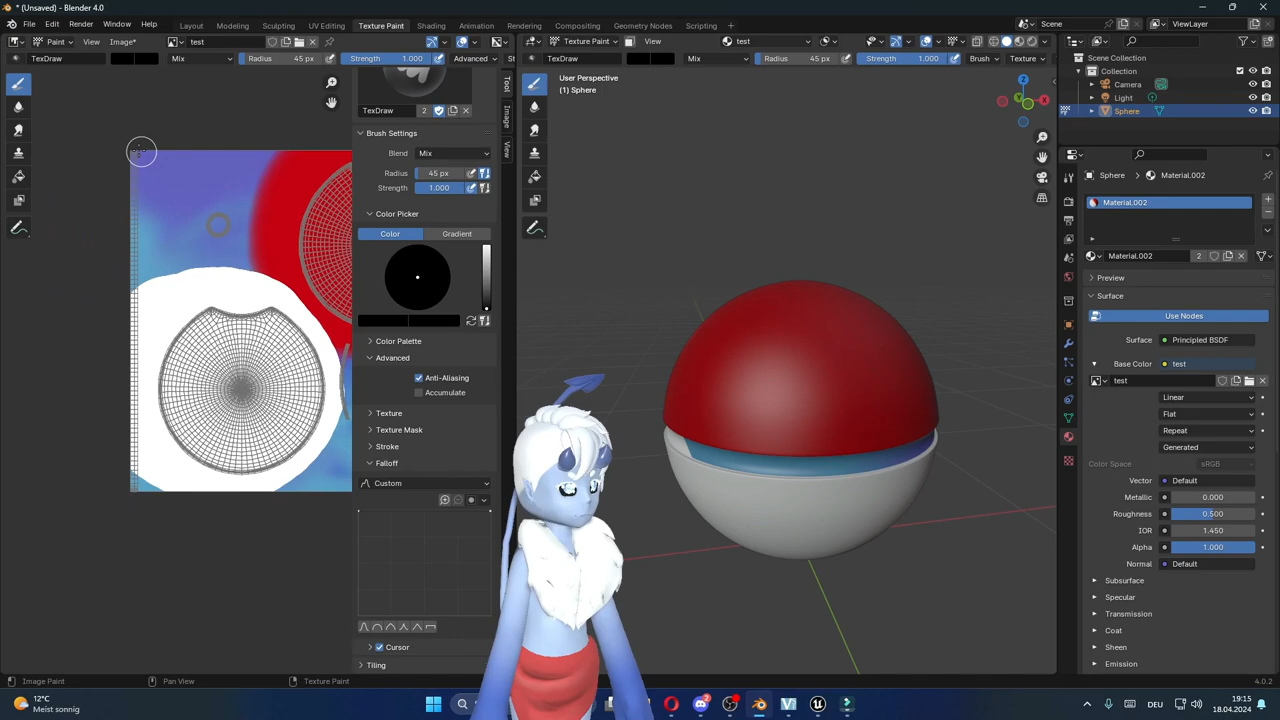 * (Unsaved) - Blender 4.0
File Edit Render Window Help Layout Modeling Sculpting UV Editing Texture Paint Shading Animation Rendering Compositing Geometry Nodes Scripting Scene ViewLayer
Paint View Image* test Texture Paint View test
TexDraw Mix Radius 45 px Strength 1.000 Advanced St TexDraw Mix Radius 45 px Strength 1.000 Brush Texture
Scene Collection
Collection
Camera
Light
Sphere
User Perspective
(1) Sphere
Z
X
Y
Tool
Image
View
TexDraw 2
Brush Settings
Blend Mix
Radius 45 px
Strength 1.000
Color Picker
Color Gradient
Color Palette
Advanced
Anti-Aliasing
Accumulate
Texture
Texture Mask
Stroke
Falloff
Custom
Cursor
Tiling
Sphere Material.002
Material.002
Material.002 2
Preview
Surface
Use Nodes
Surface Principled BSDF
Base Color test
test
Linear
Flat
Repeat
Generated
Color Space sRGB
Vector Default
Metallic 0.000
Roughness 0.500
IOR 1.450
Alpha 1.000
Normal Default
Subsurface
Specular
Transmission
Coat
Sheen
Emission
Image Paint Pan View Texture Paint 4.0.2
12°C
Meist sonnig
2
DEU
19:15
18.04.2024